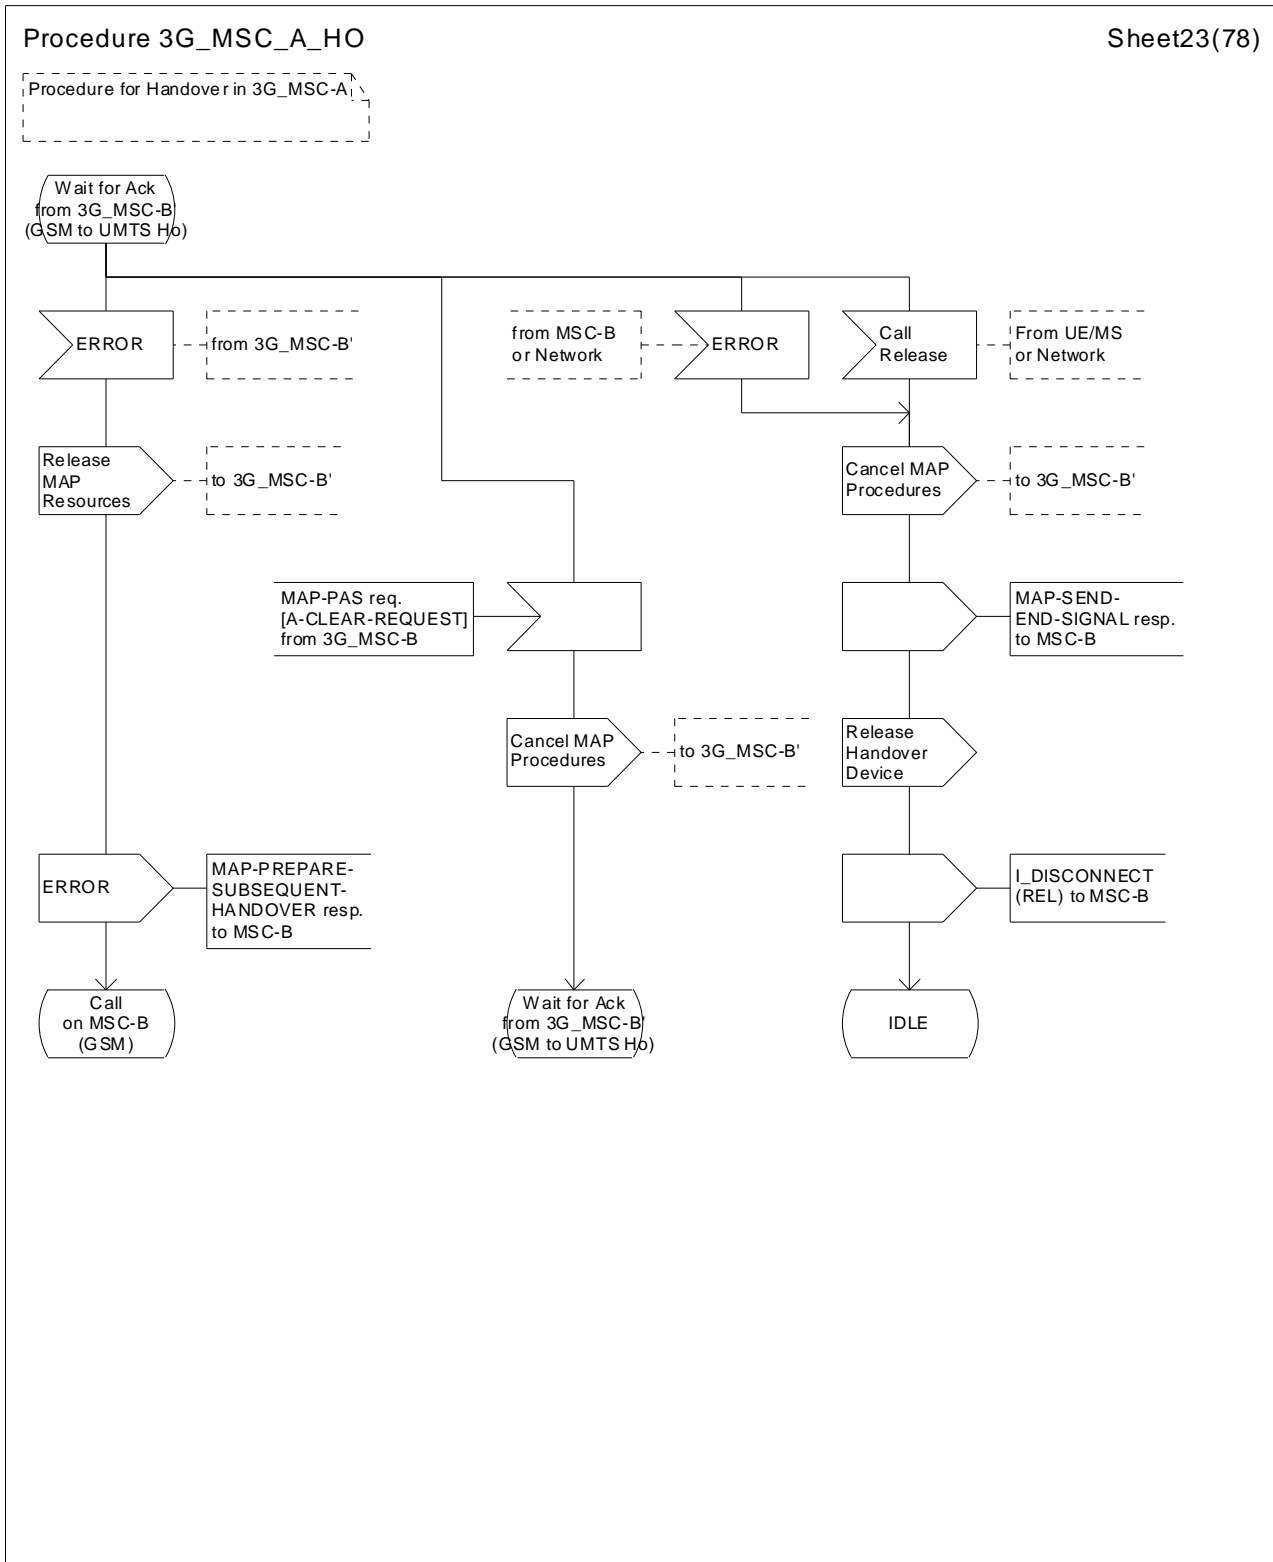 Procedure 3G_MSC_A_HO
Sheet23(78)
Procedure for Handover in 3G_MSC-A
Wait for Ack
from 3G_MSC-B'
(GSM to UMTS Ho)
ERROR
from 3G_MSC-B'
from MSC-B
or Network
ERROR
Call
Release
From UE/MS
or Network
Release
MAP
Resources
to 3G_MSC-B'
Cancel MAP
Procedures
to 3G_MSC-B'
MAP-PAS req.
[A-CLEAR-REQUEST]
from 3G_MSC-B
MAP-SEND-
END-SIGNAL resp.
to MSC-B
Cancel MAP
Procedures
to 3G_MSC-B'
Release
Handover
Device
ERROR
MAP-PREPARE-
SUBSEQUENT-
HANDOVER resp.
to MSC-B
I_DISCONNECT
(REL) to MSC-B
Call
on MSC-B
(GSM)
Wait for Ack
from 3G_MSC-B'
(GSM to UMTS Ho)
IDLE